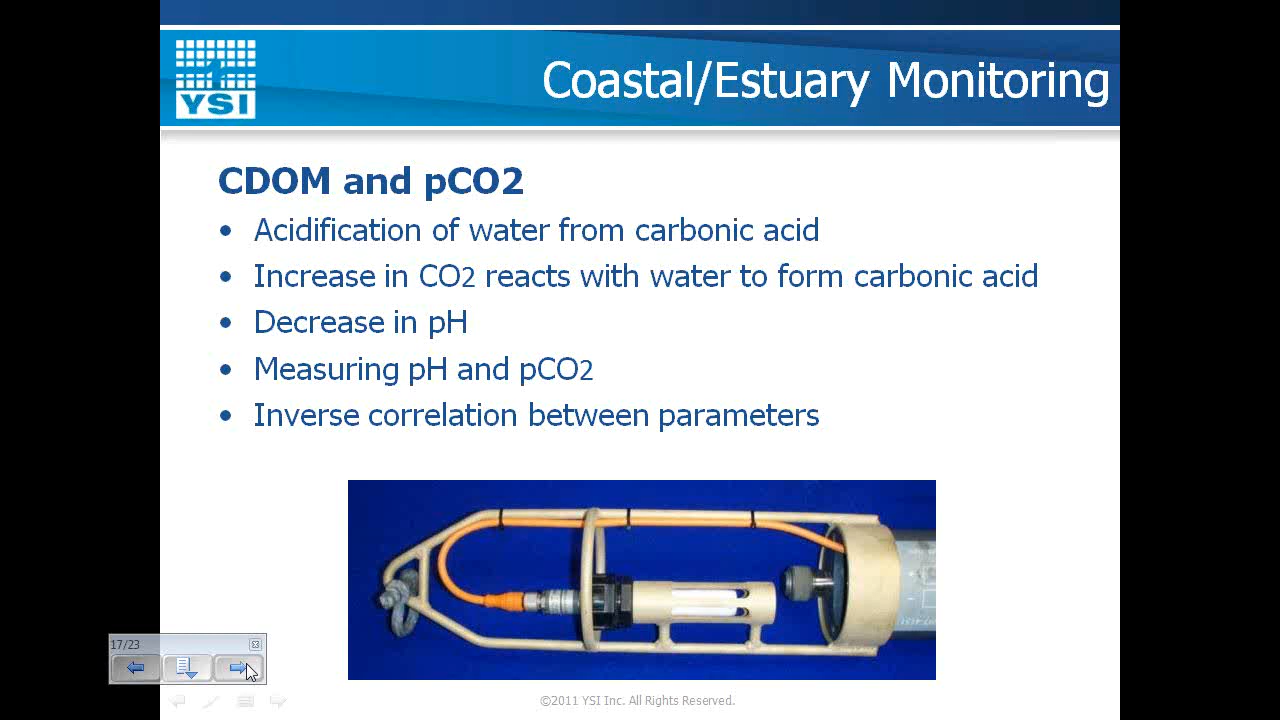 YSI
Coastal/Estuary Monitoring
CDOM and pCO2
• Acidification of water from carbonic acid
• Increase in CO2 reacts with water to form carbonic acid
• Decrease in pH
• Measuring pH and pCO2
• Inverse correlation between parameters
17/23
©2011 YSI Inc. All Rights Reserved.